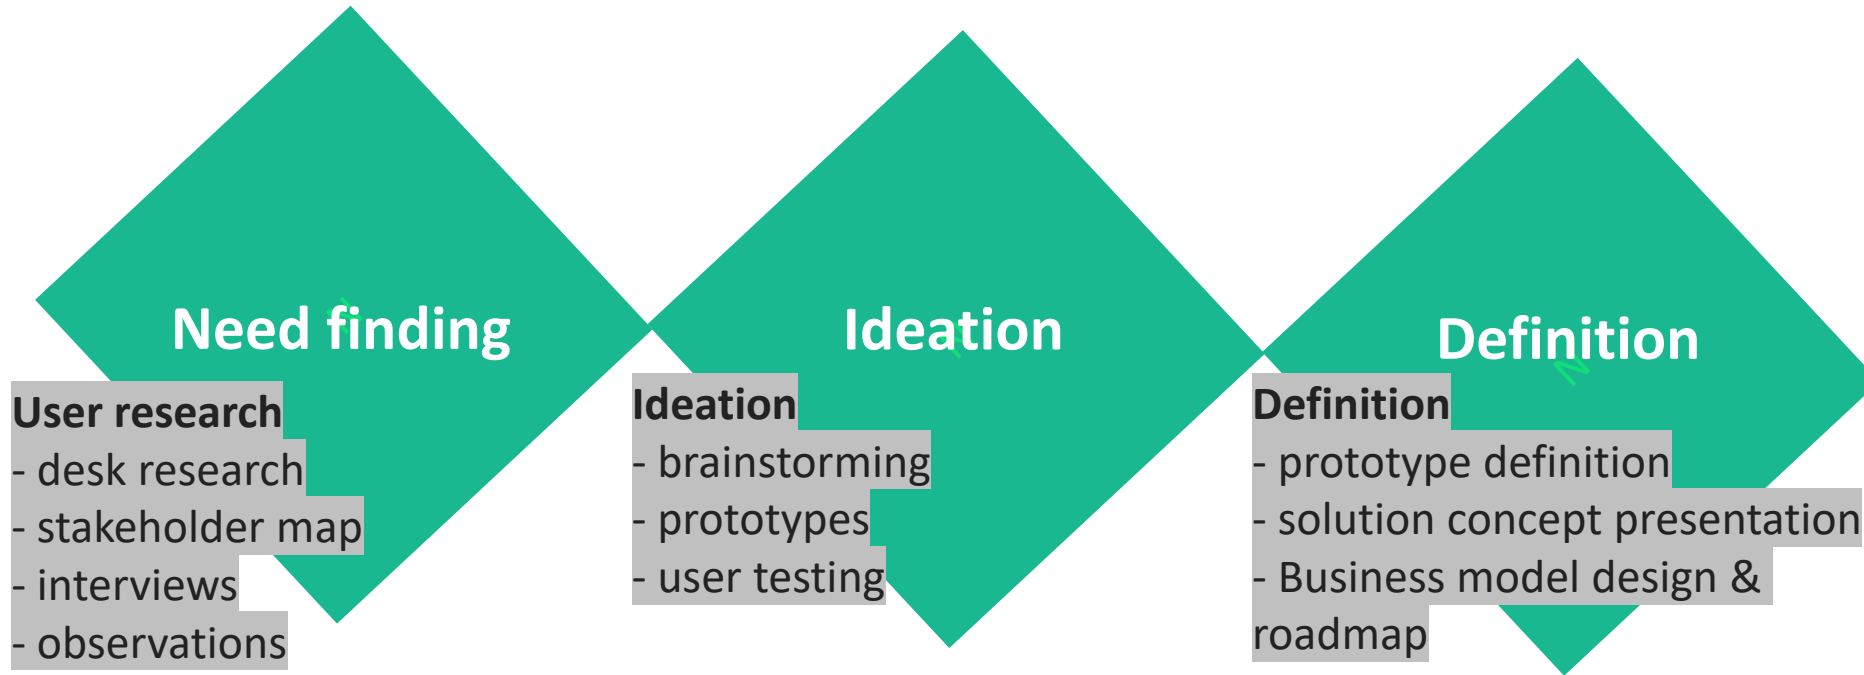 Need finding
User research
- desk research
- stakeholder map
- interviews
- observations
Ideation
Ideation
- brainstorming
- prototypes
- user testing
Definition
Definition
- prototype definition
- solution concept presentation
- Business model design &
roadmap